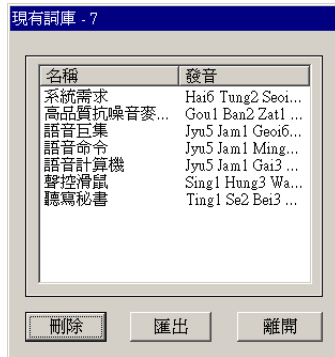 現有詞庫 - 7
名稱 發音
系統需求 Hai6 Tung2 Seoi...
高品質抗噪音麥... Gou1 Ban2 Zat1 ...
語音巨集 Jyu5 Jam1 Geoi6...
語音命令 Jyu5 Jam1 Ming...
語音計算機 Jyu5 Jam1 Gai3 ...
聲控滑鼠 Sing1 Hung3 Wa...
聽寫秘書 Ting1 Se2 Bei3 ...
刪除 匯出 離開